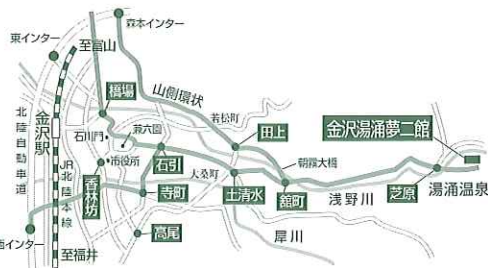 森本インター
東インター
至富山
山側環状
橋場
若松町
石川門
兼六園
田上
金沢湯涌夢二館
北陸自動車道
金沢駅
市役所
石引
朝霧大橋
JR北陸本線
香林坊
大桑町
土清水
舘町
浅野川
芝原
湯涌温泉
寺町
犀川
高尾
西インター
至福井